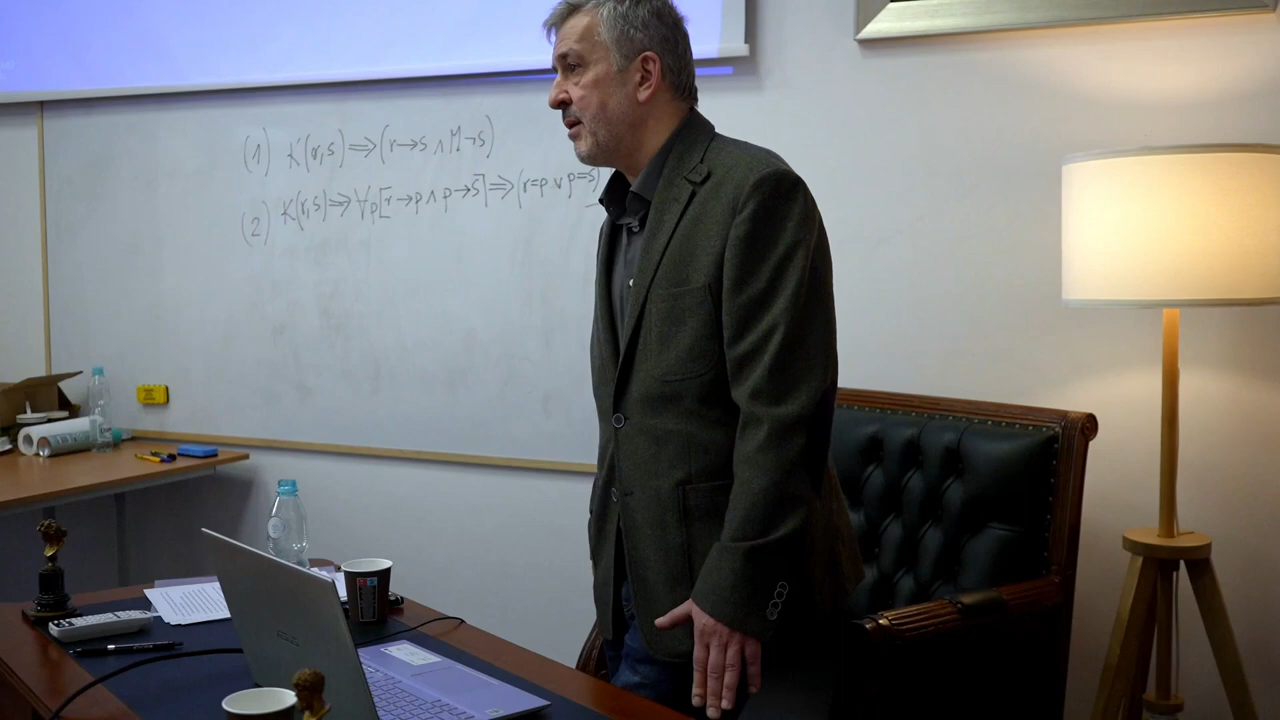 (1) K(r,s)⇒(r→s ∧ M¬s)
(2) K(r,s)⇒∀p[r→p ∧ p→s]⇒(r=p ∨ p=s)